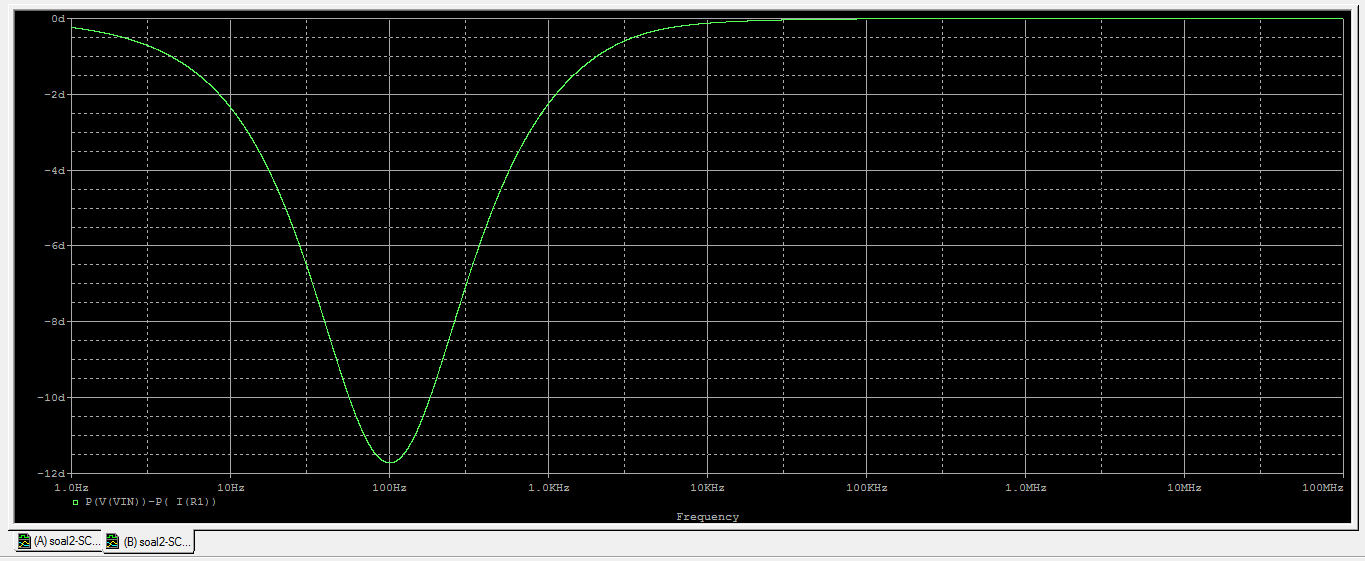 0d
-2d
-4d
-6d
-8d
-10d
-12d
1.0Hz 10Hz 100Hz 1.0KHz 10KHz 100KHz 1.0MHz 10MHz 100MHz
P(V(VIN))-P( I(R1))
Frequency
(A) soal2-SC... (B) soal2-SC...